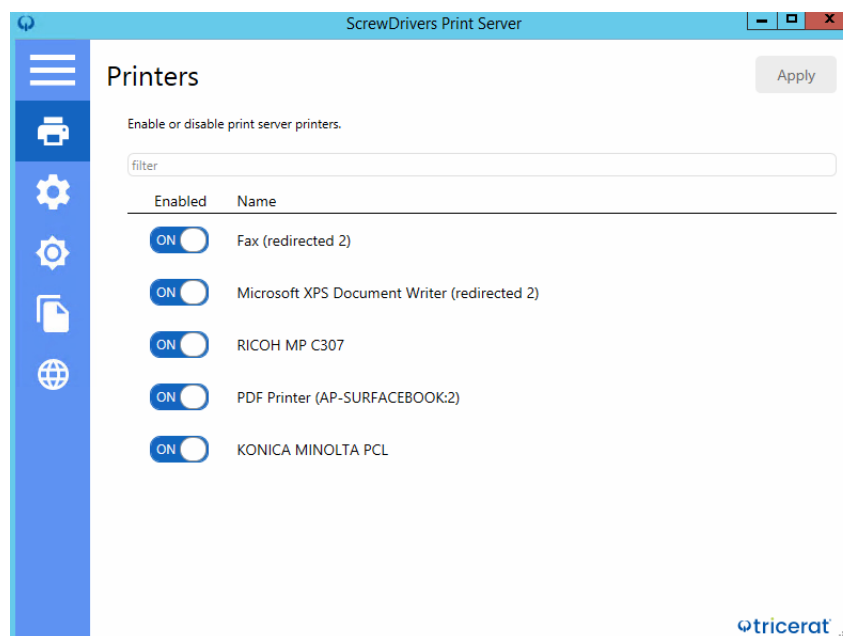 ScrewDrivers Print Server
Printers
Apply
Enable or disable print server printers.
filter
Enabled Name
ON Fax (redirected 2)
ON Microsoft XPS Document Writer (redirected 2)
ON RICOH MP C307
ON PDF Printer (AP-SURFACEBOOK:2)
ON KONICA MINOLTA PCL
tricerat